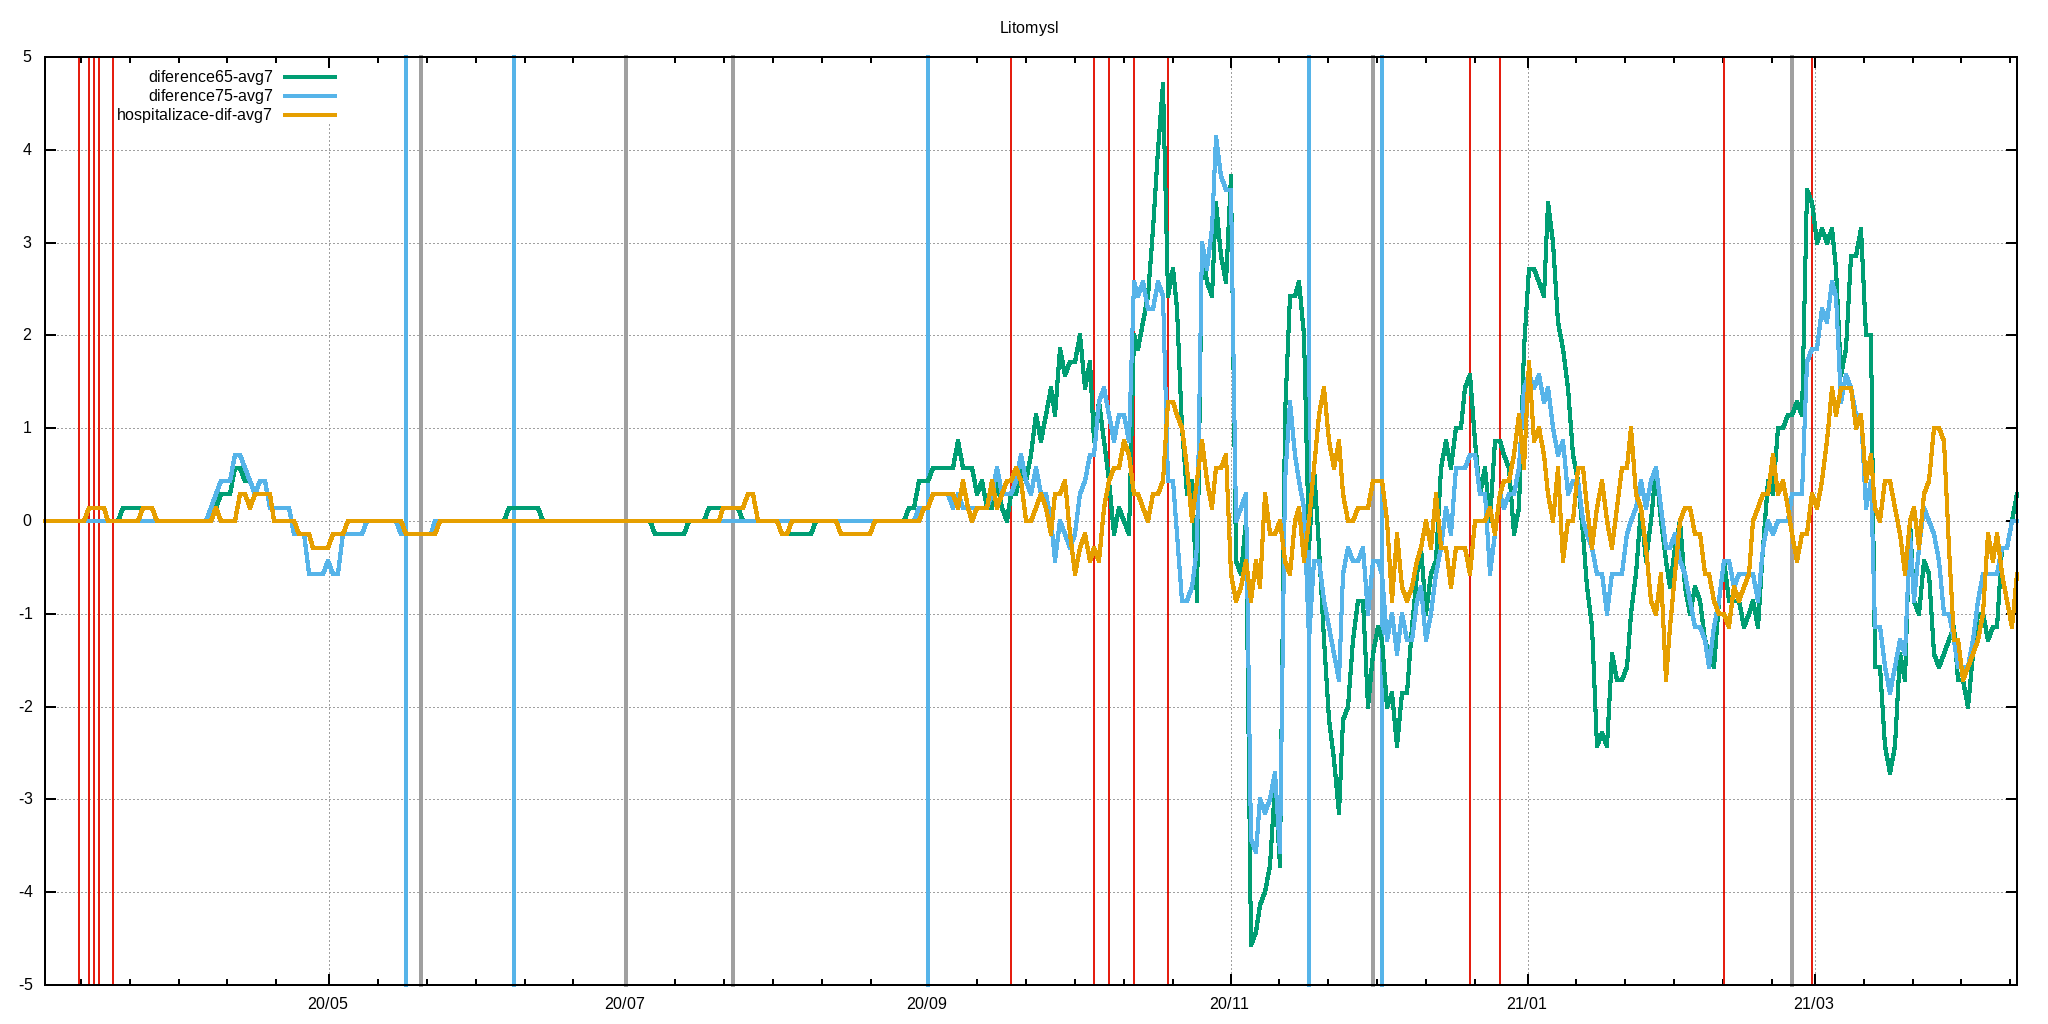 Litomysl
diference65-avg7
diference75-avg7
hospitalizace-dif-avg7
5
4
3
2
1
0
-1
-2
-3
-4
-5
20/05 20/07 20/09 20/11 21/01 21/03